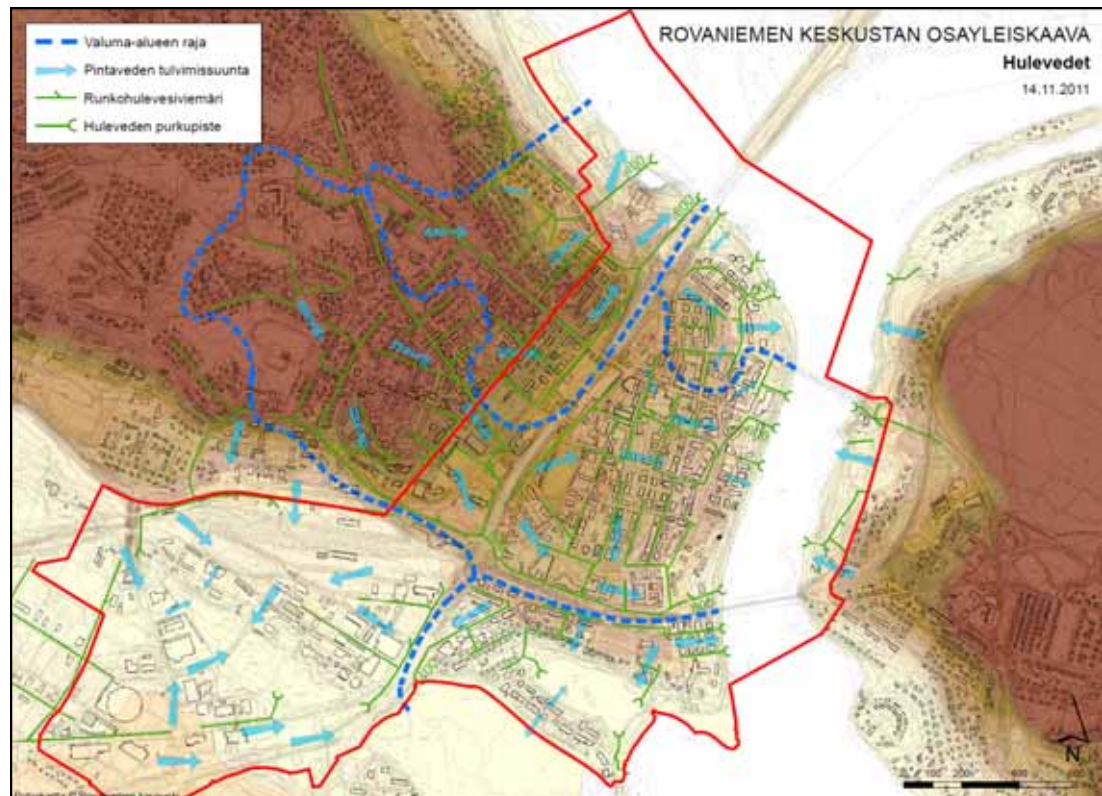 ROVANIEMEN KESKUSTAN OSAYLEISKAAVA
Hulevedet
14.11.2011
Valuma-alueen raja
Pintaveden tulvimissuunta
Runkohulevesiviemäri
Huleveden purkupiste
N